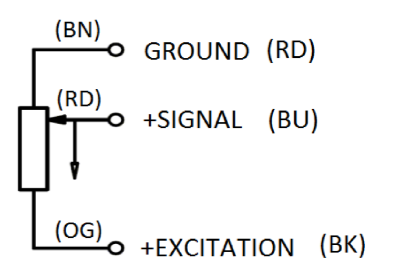 (BN)
GROUND (RD)
(RD)
+SIGNAL (BU)
(OG)
+EXCITATION (BK)